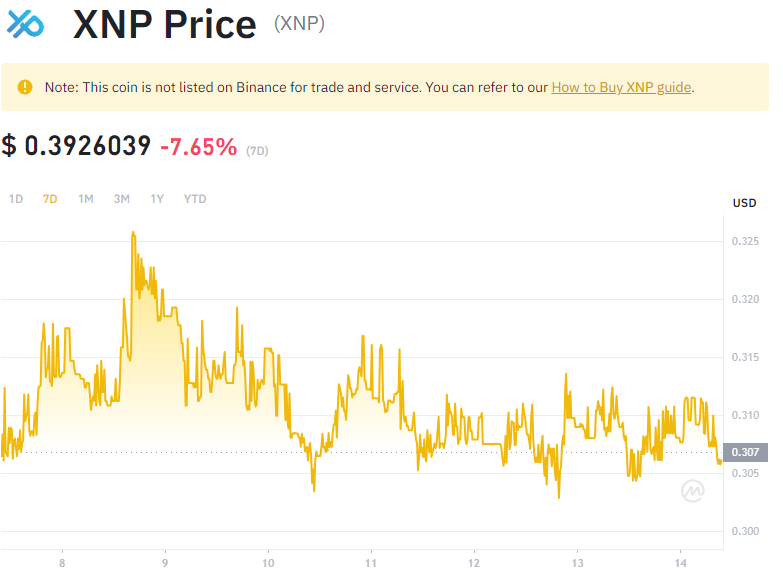 XNP Price (XNP)
Note: This coin is not listed on Binance for trade and service. You can refer to our How to Buy XNP guide.
$ 0.3926039 -7.65% (7D)
1D 7D 1M 3M 1Y YTD
USD
0.325
0.320
0.315
0.310
0.307
0.305
0.300
8 9 10 11 12 13 14